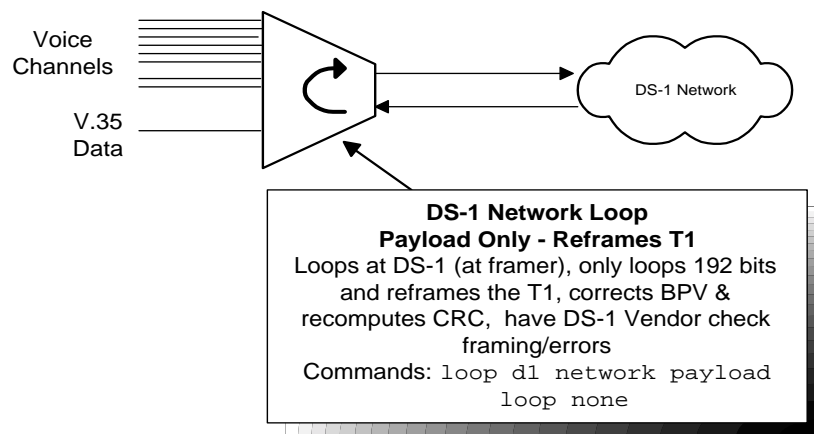 Voice
Channels
V.35
Data
DS-1 Network
DS-1 Network Loop
Payload Only - Reframes T1
Loops at DS-1 (at framer), only loops 192 bits
and reframes the T1, corrects BPV &
recomputes CRC,  have DS-1 Vendor check
framing/errors
Commands: loop d1 network payload
loop none